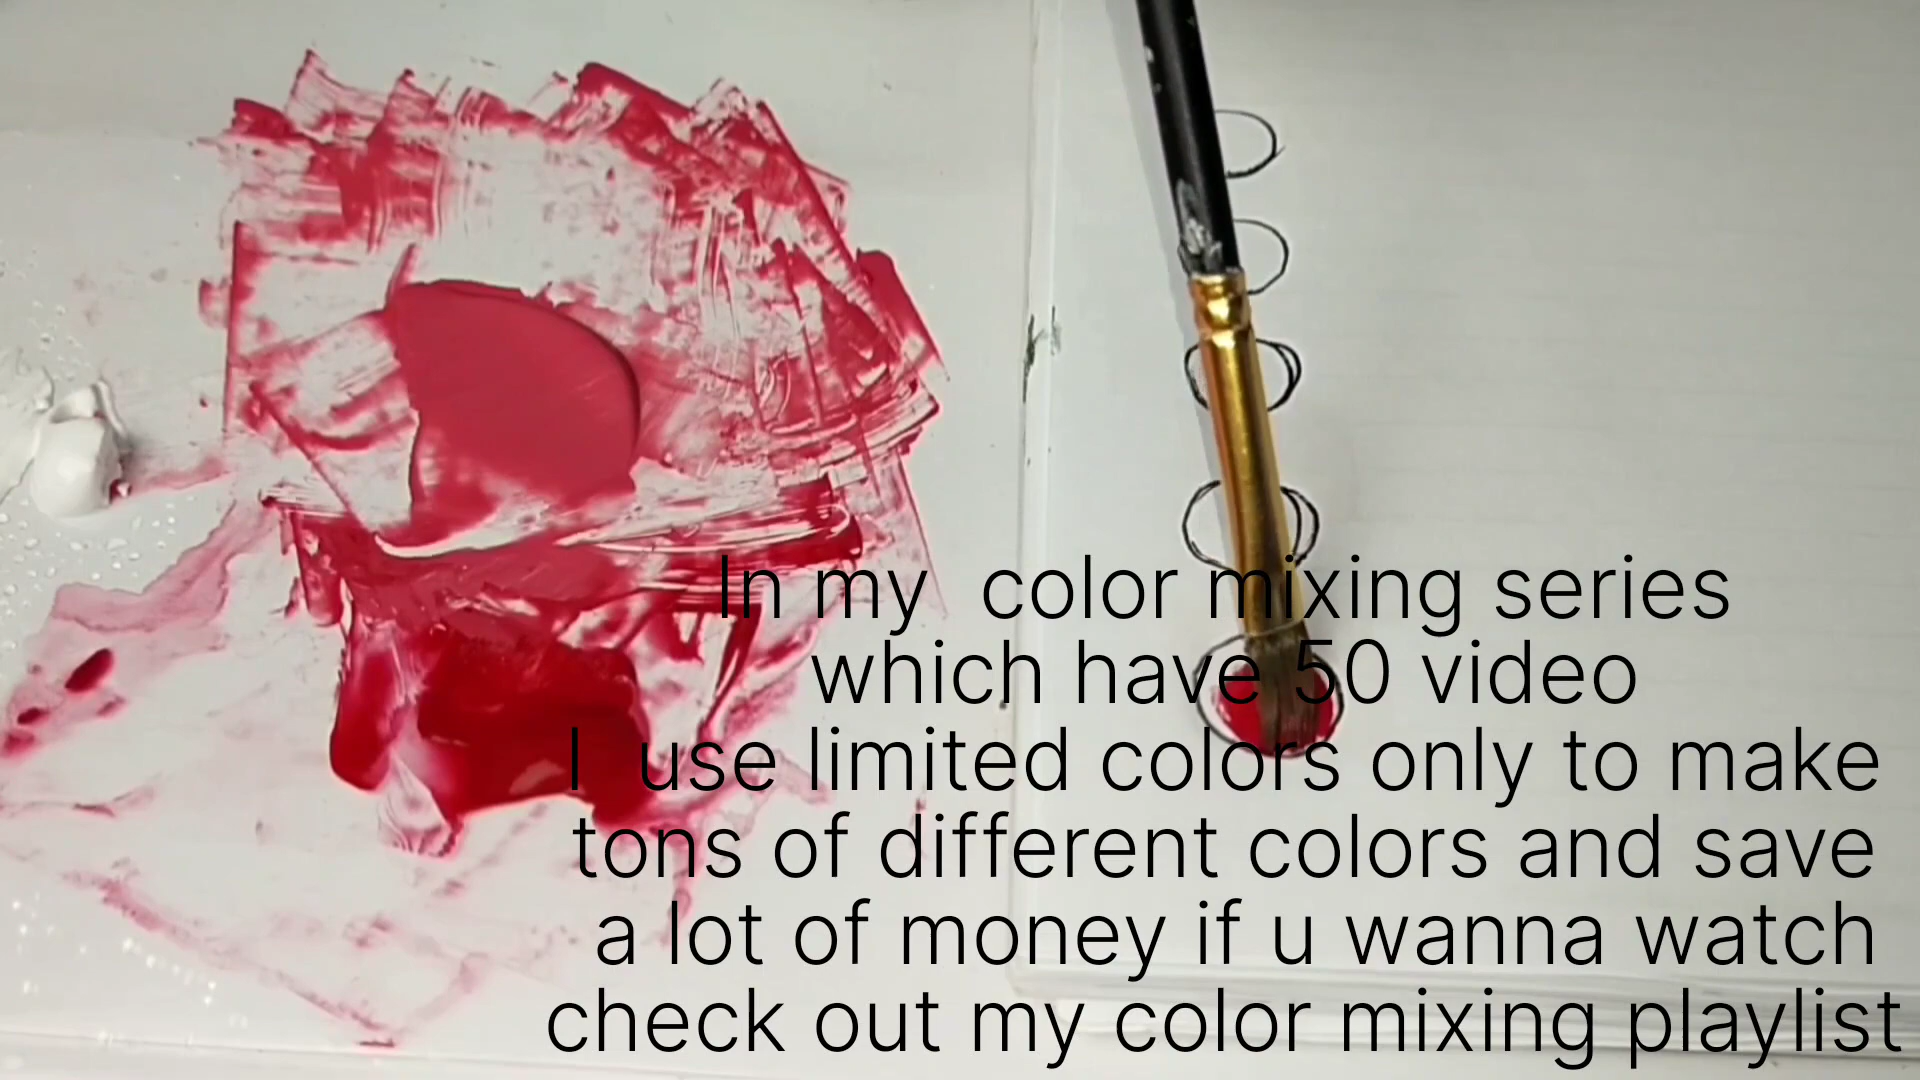 In my  color mixing series
which have 50 video
I  use limited colors only to make
tons of different colors and save
a lot of money if u wanna watch
check out my color mixing playlist